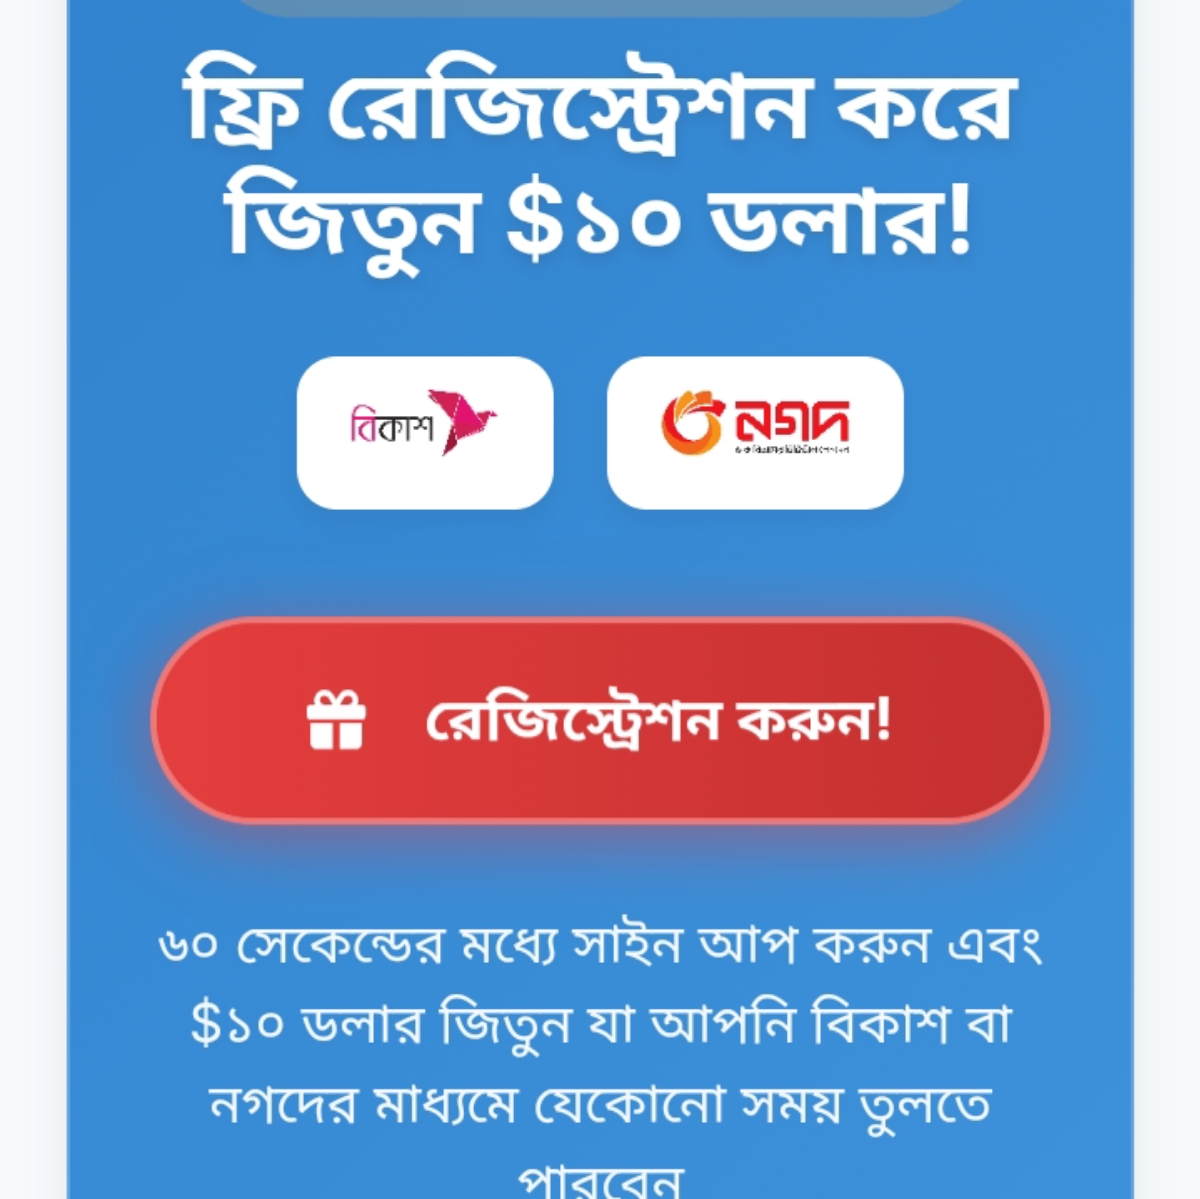 ফ্রি রেজিস্ট্রেশন করে
জিতুন $১০ ডলার!
বিকাশ
নগদ
রেজিস্ট্রেশন করুন!
৬০ সেকেন্ডের মধ্যে সাইন আপ করুন এবং
$১০ ডলার জিতুন যা আপনি বিকাশ বা
নগদের মাধ্যমে যেকোনো সময় তুলতে
পারবেন